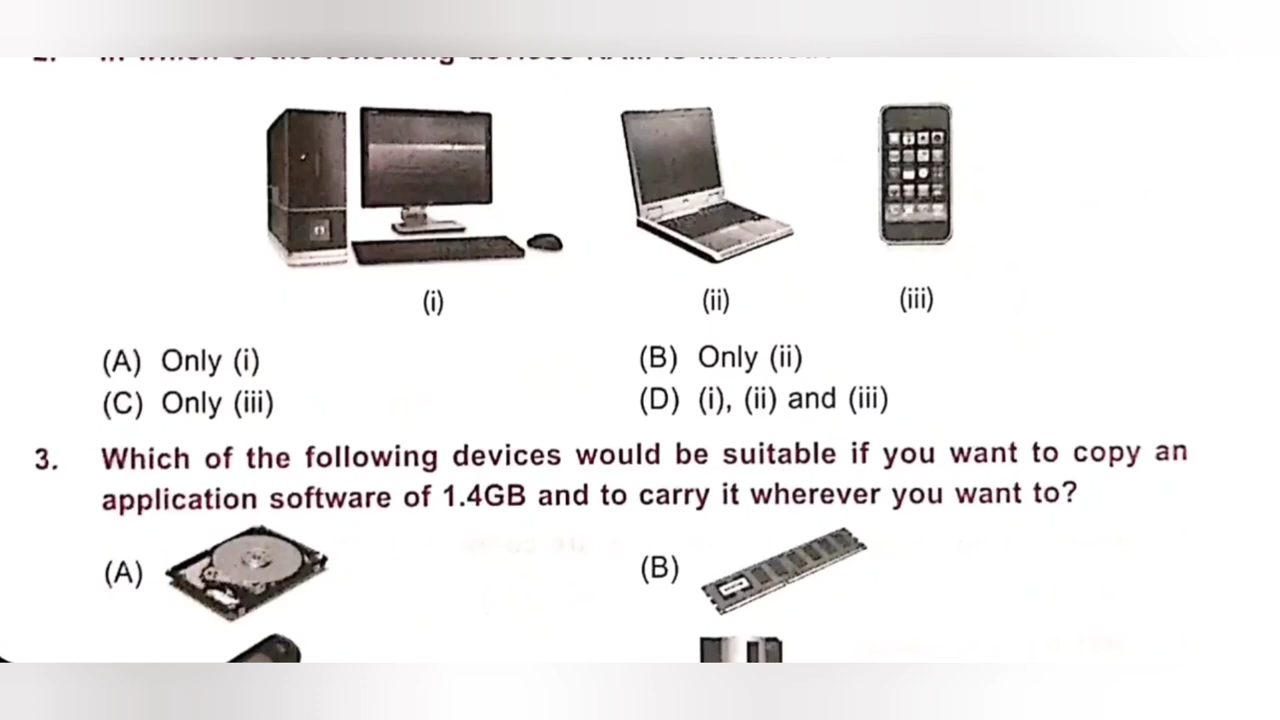 (i) (ii) (iii)
(A) Only (i) (B) Only (ii)
(C) Only (iii) (D) (i), (ii) and (iii)
3. Which of the following devices would be suitable if you want to copy an
application software of 1.4GB and to carry it wherever you want to?
(A) (B)